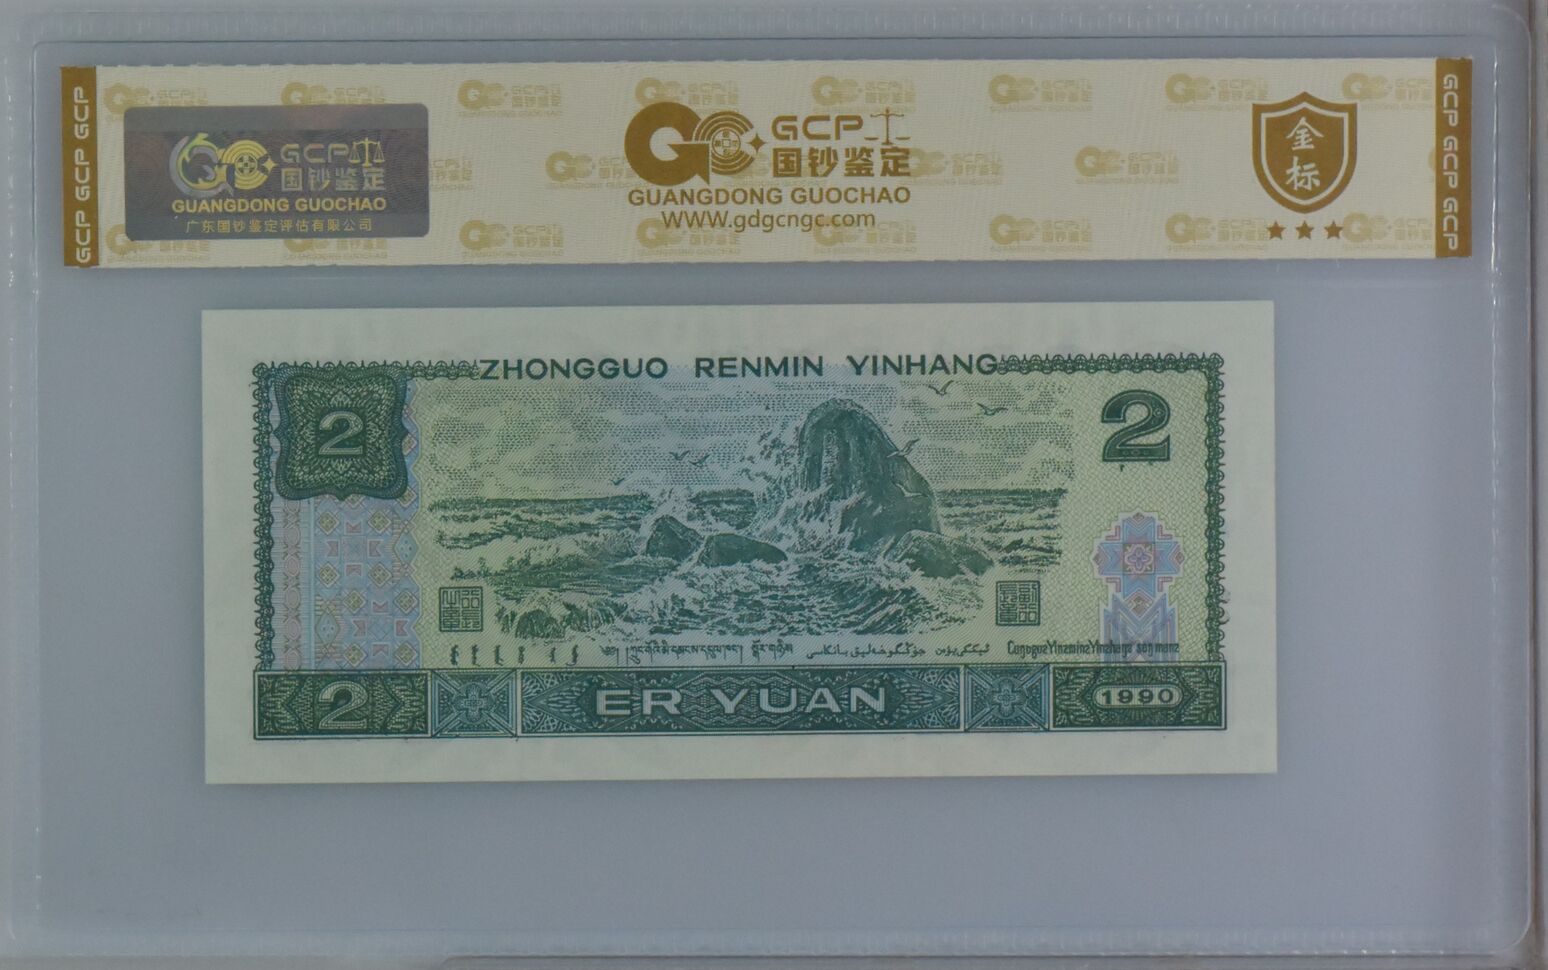 GCP GCP GCP
GCP
国钞鉴定
GUANGDONG GUOCHAO
广东国钞鉴定评估有限公司
GCP
国钞鉴定
GUANGDONG GUOCHAO
WWW.gdgcngc.com
金标
GCP GCP GCP
ZHONGGUO RENMIN YINHANG
2
2
2
ER YUAN
1990